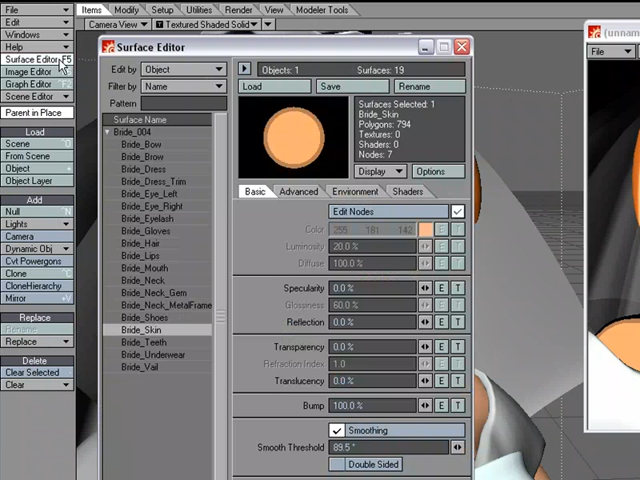 File
Items Modify Setup Utilities Render View Modeler Tools
Edit
Camera View Textured Shaded Solid
Windows
Help
Surface Editor F5
Image Editor
Graph Editor
Scene Editor
Parent in Place
Load
Scene
From Scene
Object
Object Layer
Add
Null
Lights
Camera
Dynamic Obj
Cvt Powergons
Clone
CloneHierarchy
Mirror +V
Replace
Rename
Replace
Delete
Clear Selected
Clear
Surface Editor
Edit by Object
Filter by Name
Pattern
Surface Name
Bride_004
Bride_Bow
Bride_Brow
Bride_Dress
Bride_Dress_Trim
Bride_Eye_Left
Bride_Eye_Right
Bride_Eyelash
Bride_Gloves
Bride_Hair
Bride_Lips
Bride_Mouth
Bride_Neck
Bride_Neck_Gem
Bride_Neck_MetalFrame
Bride_Shoes
Bride_Skin
Bride_Teeth
Bride_Underwear
Bride_Vail
Objects: 1 Surfaces: 19
Load Save Rename
Surfaces Selected: 1
Bride_Skin
Polygons: 794
Textures: 0
Shaders: 0
Nodes: 7
Display Options
Basic Advanced Environment Shaders
Edit Nodes
Color 255 181 142 E T
Luminosity 20.0 % E T
Diffuse 100.0 % E T
Specularity 0.0 % E T
Glossiness 60.0 % E T
Reflection 0.0 % E T
Transparency 0.0 % E T
Refraction Index 1.0 E T
Translucency 0.0 % E T
Bump 100.0 % E T
Smoothing
Smooth Threshold 89.5 °
Double Sided
(unnam
File